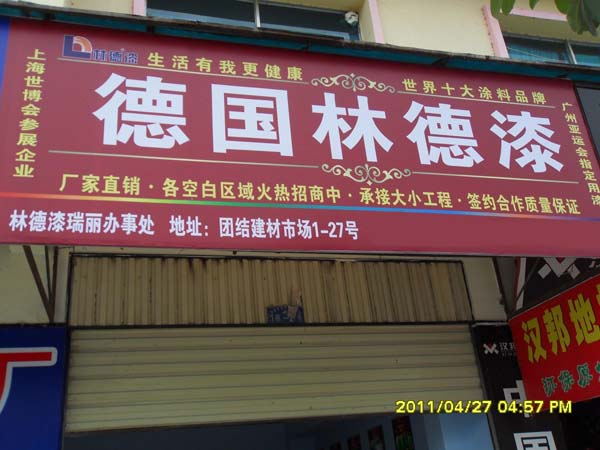 林德漆
生活有我更健康
世界十大涂料品牌
上海世博会参展企业
德国林德漆
广州亚运会指定用漆
厂家直销·各空白区域火热招商中·承接大小工程·签约合作质量保证
林德漆瑞丽办事处 地址：团结建材市场1-27号
汉邦地
汉邦
中国
2011/04/27 04:57 PM